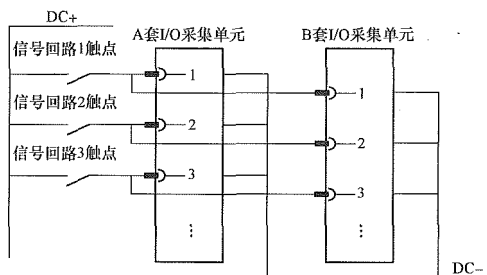 DC+
A套I/O采集单元
B套I/O采集单元
信号回路1触点
1
1
信号回路2触点
2
2
信号回路3触点
3
3
⋮
⋮
DC−